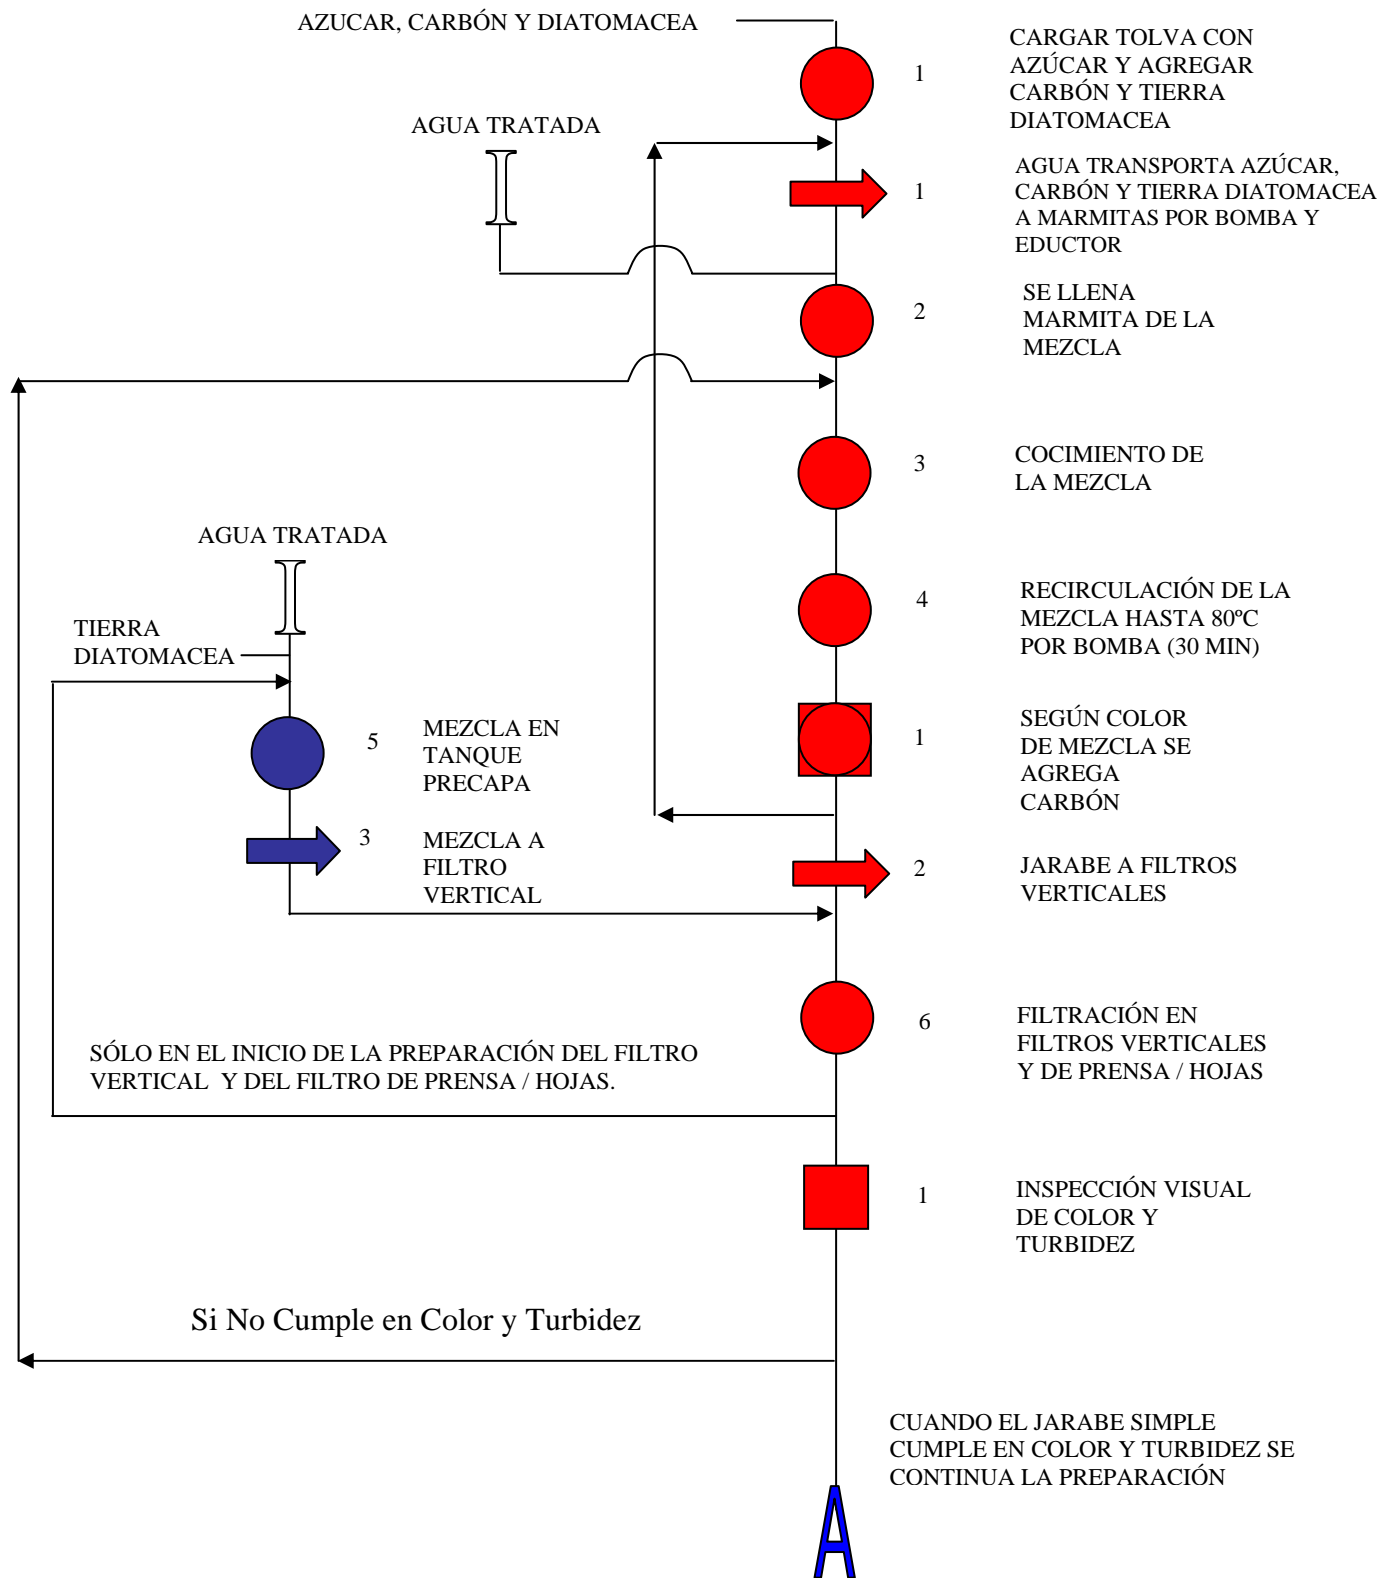 AZUCAR, CARBÓN Y DIATOMACEA
1
CARGAR TOLVA CON
AZÚCAR Y AGREGAR
CARBÓN Y TIERRA
DIATOMACEA
AGUA TRATADA
I
1
AGUA TRANSPORTA AZÚCAR,
CARBÓN Y TIERRA DIATOMACEA
A MARMITAS POR BOMBA Y
EDUCTOR
2
SE LLENA
MARMITA DE LA
MEZCLA
3
COCIMIENTO DE
LA MEZCLA
AGUA TRATADA
I
TIERRA
DIATOMACEA
4
RECIRCULACIÓN DE LA
MEZCLA HASTA 80ºC
POR BOMBA (30 MIN)
5
MEZCLA EN
TANQUE
PRECAPA
1
SEGÚN COLOR
DE MEZCLA SE
AGREGA
CARBÓN
3
MEZCLA A
FILTRO
VERTICAL
2
JARABE A FILTROS
VERTICALES
6
FILTRACIÓN EN
FILTROS VERTICALES
Y DE PRENSA / HOJAS
SÓLO EN EL INICIO DE LA PREPARACIÓN DEL FILTRO
VERTICAL Y DEL FILTRO DE PRENSA / HOJAS.
1
INSPECCIÓN VISUAL
DE COLOR Y
TURBIDEZ
Si No Cumple en Color y Turbidez
CUANDO EL JARABE SIMPLE
CUMPLE EN COLOR Y TURBIDEZ SE
CONTINUA LA PREPARACIÓN
A